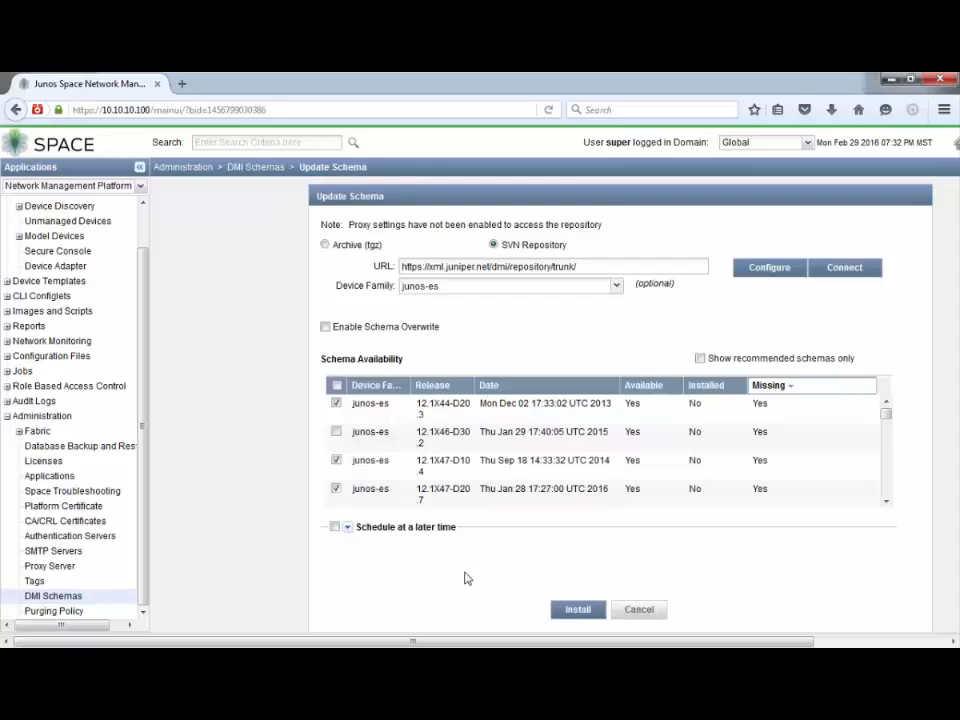 Junos Space Network Man...
https://10.10.10.100/mainui/?bid=1456799030386
Search
SPACE
Search:
Enter Search Criteria here
User super logged in Domain:
Global
Mon Feb 29 2016 07:32 PM MST
Applications
Administration > DMI Schemas > Update Schema
Network Management Platform
Device Discovery
Unmanaged Devices
Model Devices
Secure Console
Device Adapter
Device Templates
CLI Configlets
Images and Scripts
Reports
Network Monitoring
Configuration Files
Jobs
Role Based Access Control
Audit Logs
Administration
Fabric
Database Backup and Res
Licenses
Applications
Space Troubleshooting
Platform Certificate
CA/CRL Certificates
Authentication Servers
SMTP Servers
Proxy Server
Tags
DMI Schemas
Purging Policy
Update Schema
Note: Proxy settings have not been enabled to access the repository
Archive (tgz)
SVN Repository
URL:
https://xml.juniper.net/dmi/repository/trunk/
Configure
Connect
Device Family:
junos-es
(optional)
Enable Schema Overwrite
Schema Availability
Show recommended schemas only
Device Fa... Release Date Available Installed Missing
junos-es 12.1X44-D20.3 Mon Dec 02 17:33:02 UTC 2013 Yes No Yes
junos-es 12.1X46-D30.2 Thu Jan 29 17:40:05 UTC 2015 Yes No Yes
junos-es 12.1X47-D10.4 Thu Sep 18 14:33:32 UTC 2014 Yes No Yes
junos-es 12.1X47-D20.7 Thu Jan 28 17:27:00 UTC 2016 Yes No Yes
Schedule at a later time
Install
Cancel